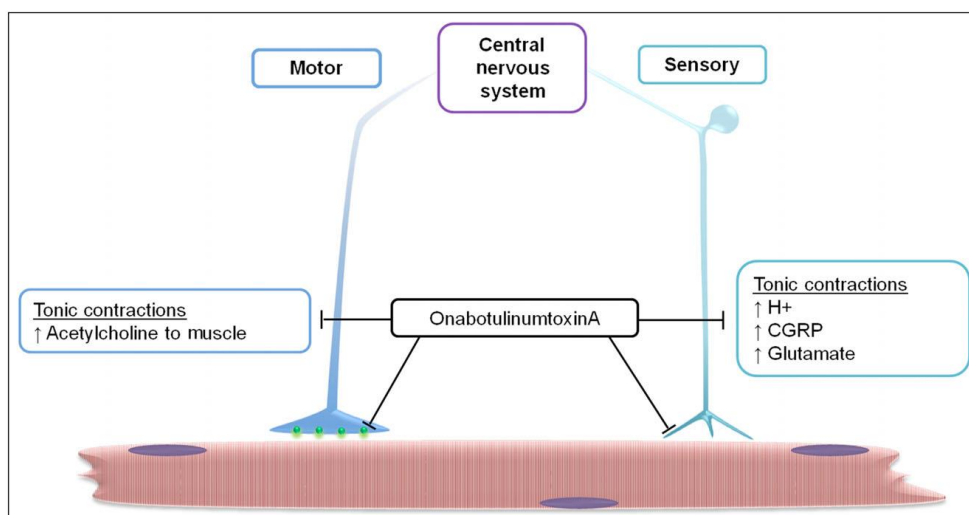 Motor
Central
nervous
system
Sensory
Tonic contractions
↑ Acetylcholine to muscle
OnabotulinumtoxinA
Tonic contractions
↑ H+
↑ CGRP
↑ Glutamate